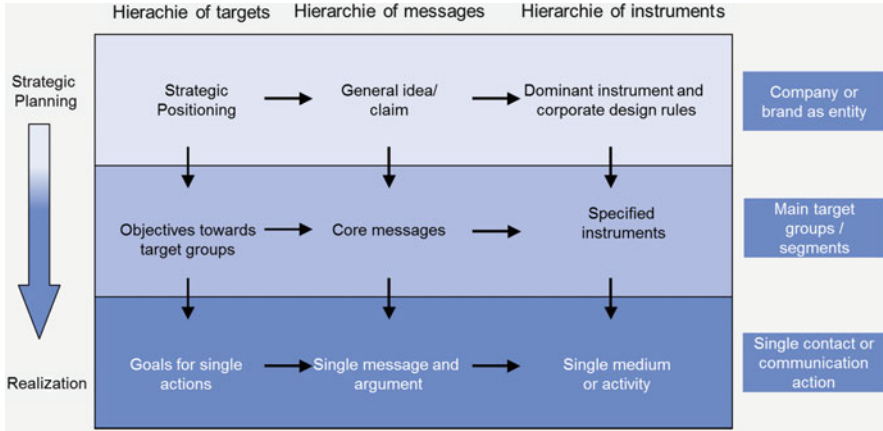 Hierachie of targets
Hierarchie of messages
Hierarchie of instruments
Strategic
Planning
Strategic
Positioning
General idea/
claim
Dominant instrument and
corporate design rules
Company or
brand as entity
Objectives towards
target groups
Core messages
Specified
instruments
Main target
groups /
segments
Realization
Goals for single
actions
Single message and
argument
Single medium
or activity
Single contact or
communication
action